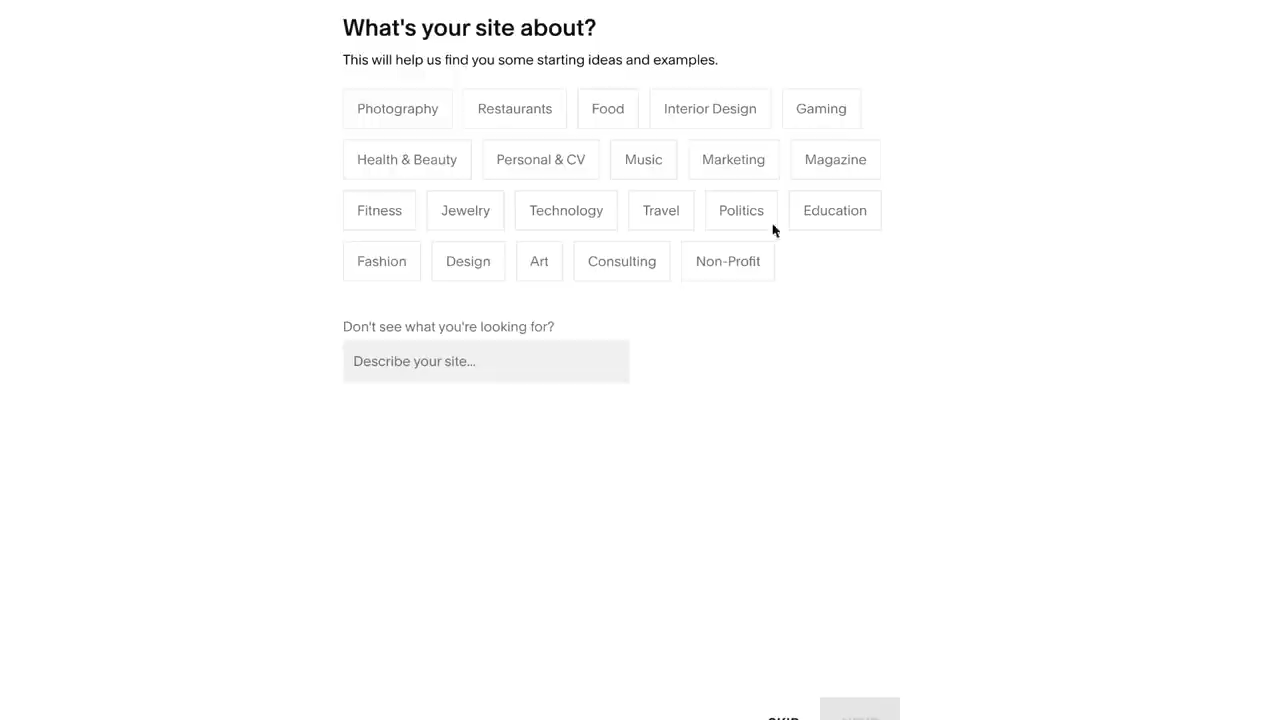 What's your site about?
This will help us find you some starting ideas and examples.
Photography Restaurants Food Interior Design Gaming
Health & Beauty Personal & CV Music Marketing Magazine
Fitness Jewelry Technology Travel Politics Education
Fashion Design Art Consulting Non-Profit
Don't see what you're looking for?
Describe your site...
SKIP